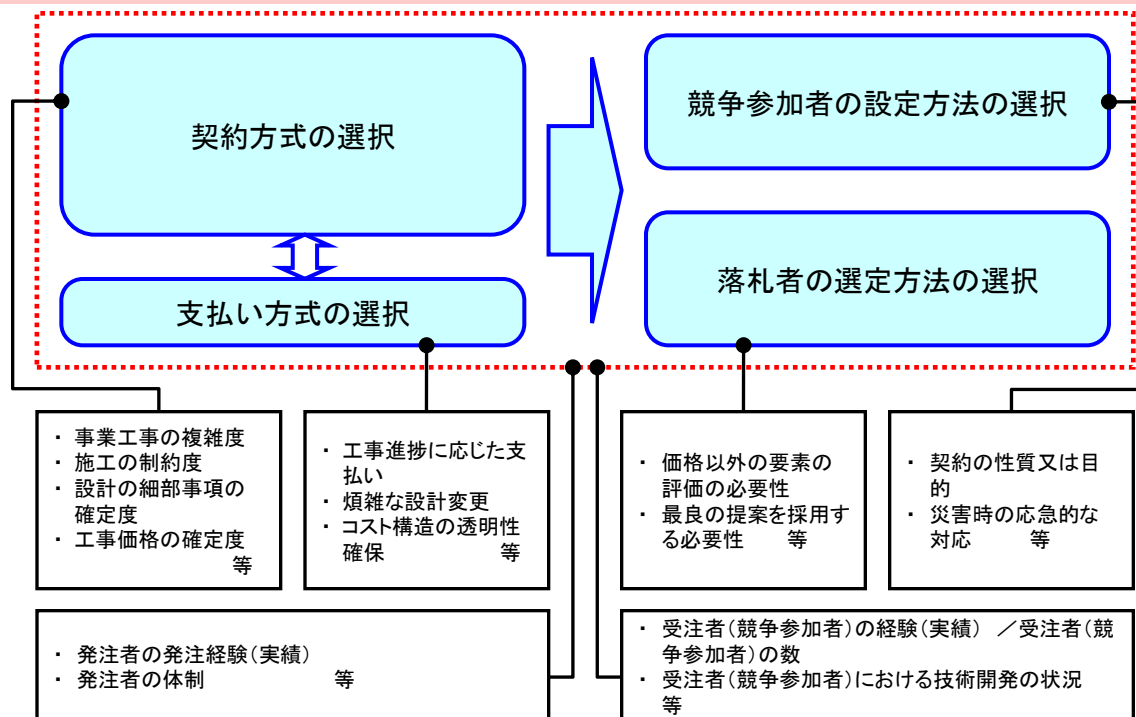 契約方式の選択
支払い方式の選択
競争参加者の設定方法の選択
落札者の選定方法の選択
・ 事業工事の複雑度
・ 施工の制約度
・ 設計の細部事項の
確定度
・ 工事価格の確定度
等
・ 工事進捗に応じた支
払い
・ 煩雑な設計変更
・ コスト構造の透明性
確保 等
・ 価格以外の要素の
評価の必要性
・ 最良の提案を採用す
る必要性 等
・ 契約の性質又は目
的
・ 災害時の応急的な
対応 等
・ 発注者の発注経験(実績)
・ 発注者の体制 等
・ 受注者(競争参加者)の経験(実績) /受注者(競
争参加者)の数
・ 受注者(競争参加者)における技術開発の状況
等